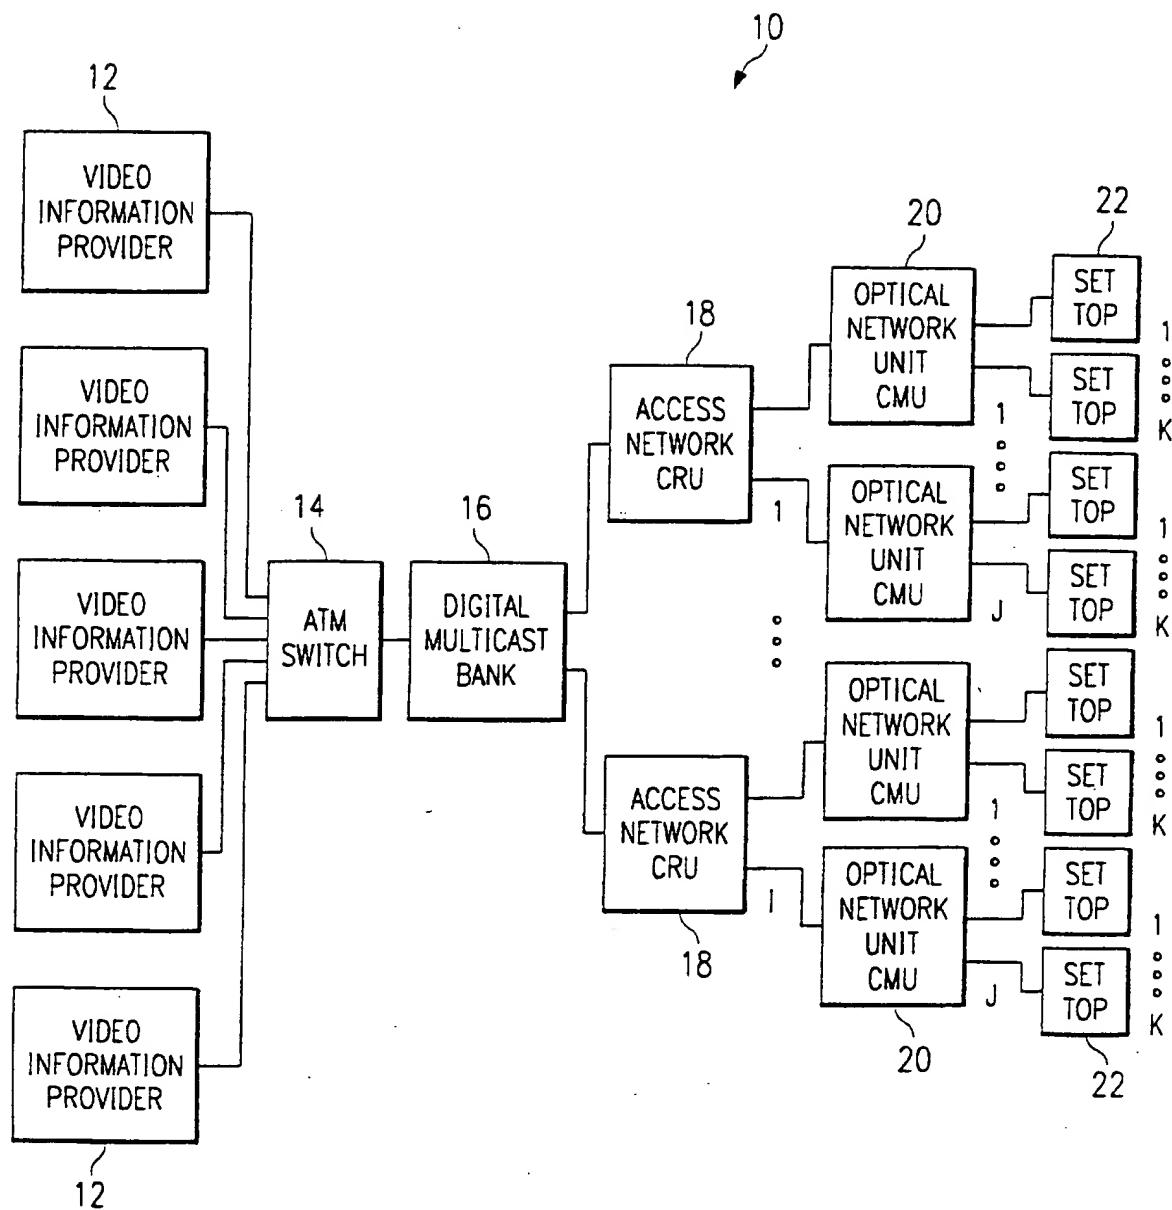 10
12
VIDEO
INFORMATION
PROVIDER
VIDEO
INFORMATION
PROVIDER
VIDEO
INFORMATION
PROVIDER
VIDEO
INFORMATION
PROVIDER
VIDEO
INFORMATION
PROVIDER
12
14
ATM
SWITCH
16
DIGITAL
MULTICAST
BANK
18
ACCESS
NETWORK
CRU
1
ACCESS
NETWORK
CRU
I
18
20
OPTICAL
NETWORK
UNIT
CMU
1
OPTICAL
NETWORK
UNIT
CMU
J
OPTICAL
NETWORK
UNIT
CMU
1
OPTICAL
NETWORK
UNIT
CMU
J
20
22
SET
TOP
1
SET
TOP
K
SET
TOP
1
SET
TOP
K
SET
TOP
1
SET
TOP
K
SET
TOP
1
SET
TOP
K
22